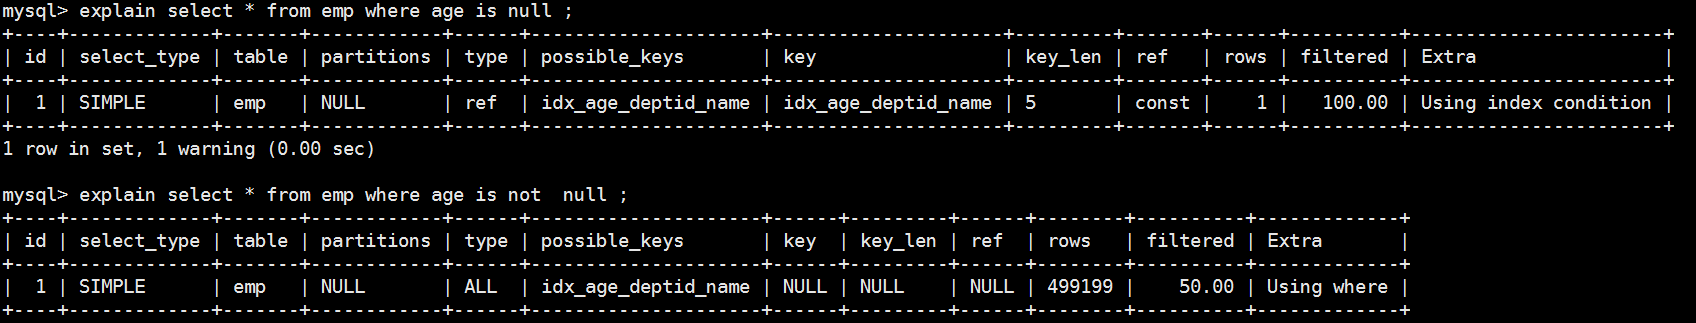 mysql> explain select * from emp where age is null ;
+----+-------------+-------+------------+------+---------------------+---------------------+---------+-------+------+----------+-----------------------+
| id | select_type | table | partitions | type | possible_keys       | key                 | key_len | ref   | rows | filtered | Extra                 |
+----+-------------+-------+------------+------+---------------------+---------------------+---------+-------+------+----------+-----------------------+
|  1 | SIMPLE      | emp   | NULL       | ref  | idx_age_deptid_name | idx_age_deptid_name | 5       | const |    1 |   100.00 | Using index condition |
+----+-------------+-------+------------+------+---------------------+---------------------+---------+-------+------+----------+-----------------------+
1 row in set, 1 warning (0.00 sec)
mysql> explain select * from emp where age is not  null ;
+----+-------------+-------+------------+------+---------------------+------+---------+------+--------+----------+-------------+
| id | select_type | table | partitions | type | possible_keys       | key  | key_len | ref  | rows   | filtered | Extra       |
+----+-------------+-------+------------+------+---------------------+------+---------+------+--------+----------+-------------+
|  1 | SIMPLE      | emp   | NULL       | ALL  | idx_age_deptid_name | NULL | NULL    | NULL | 499199 |    50.00 | Using where |
+----+-------------+-------+------------+------+---------------------+------+---------+------+--------+----------+-------------+